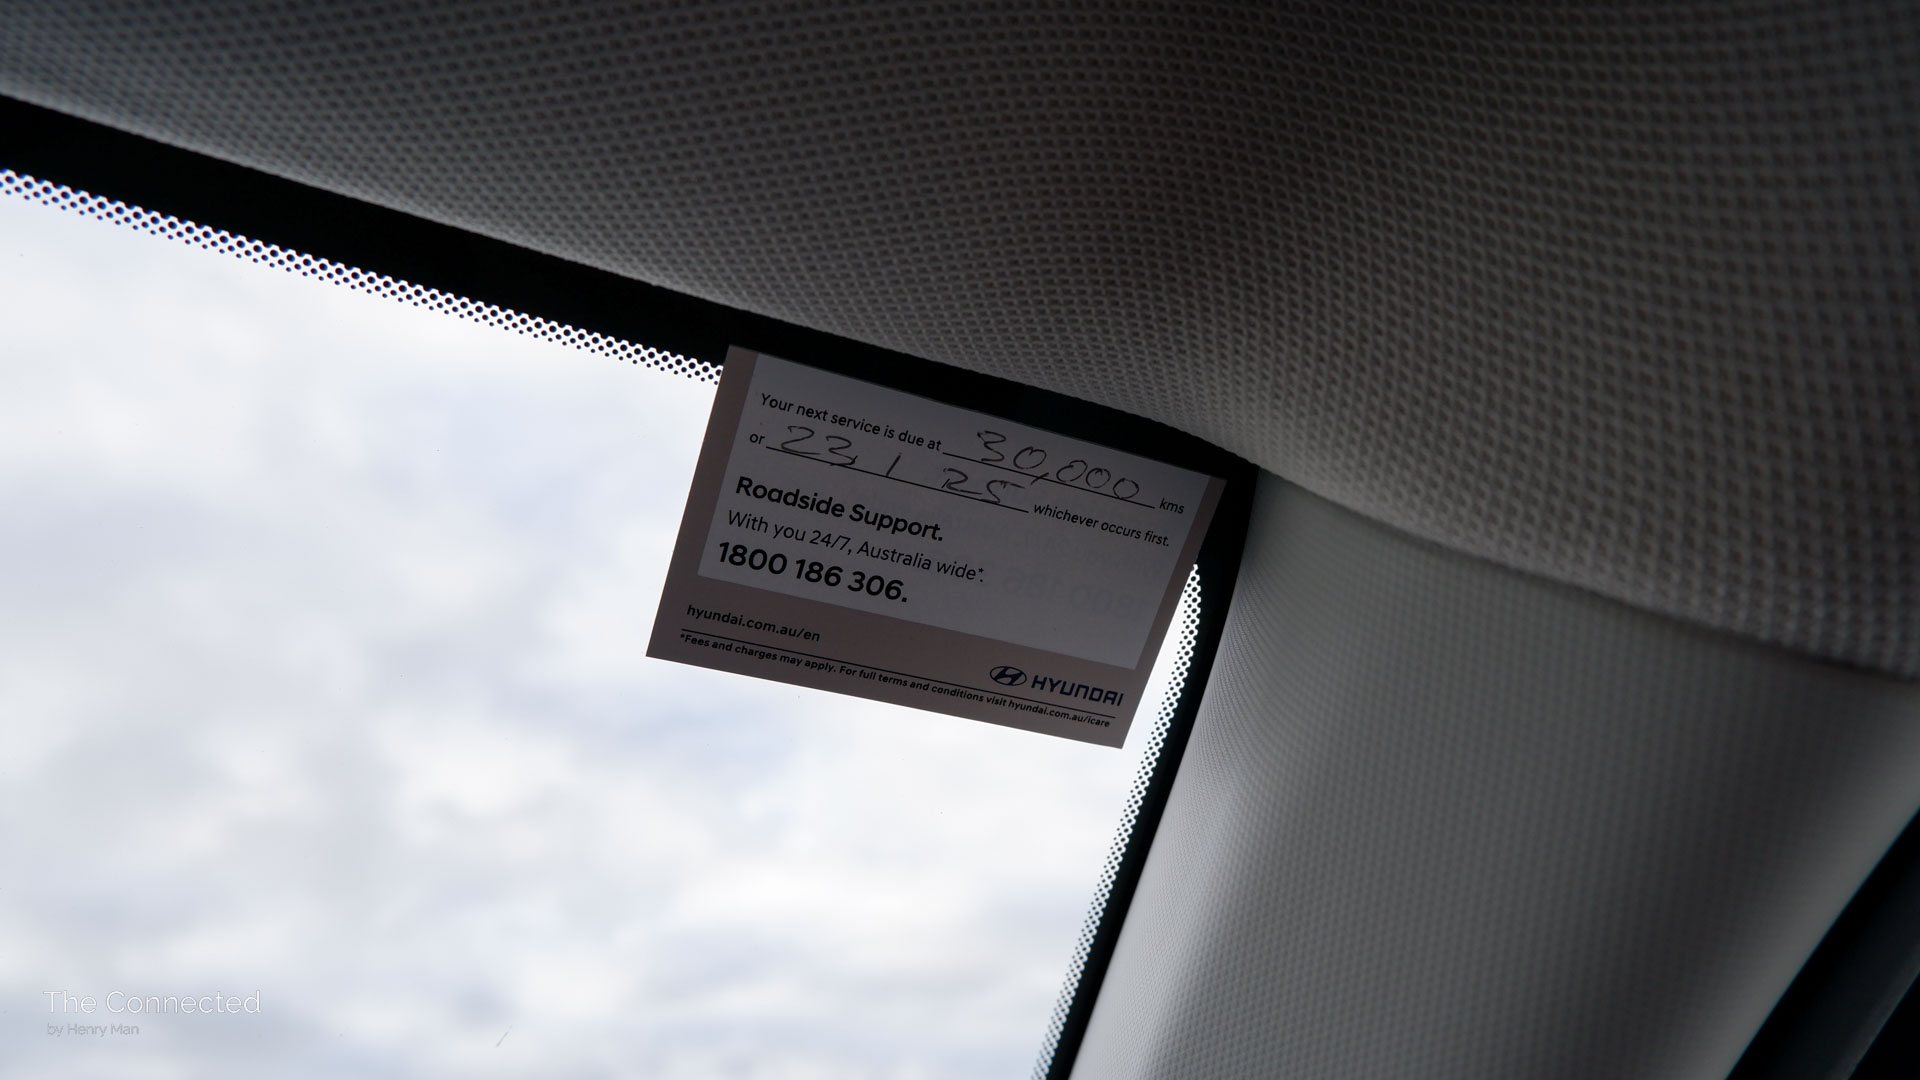 Your next service is due at 30,000 kms
or 23, 1 25 whichever occurs first.
Roadside Support.
With you 24/7, Australia wide*.
1800 186 306.
hyundai.com.au/en
HYUNDAI
*Fees and charges may apply. For full terms and conditions visit hyundai.com.au/icare
The Connected
by Henry Man